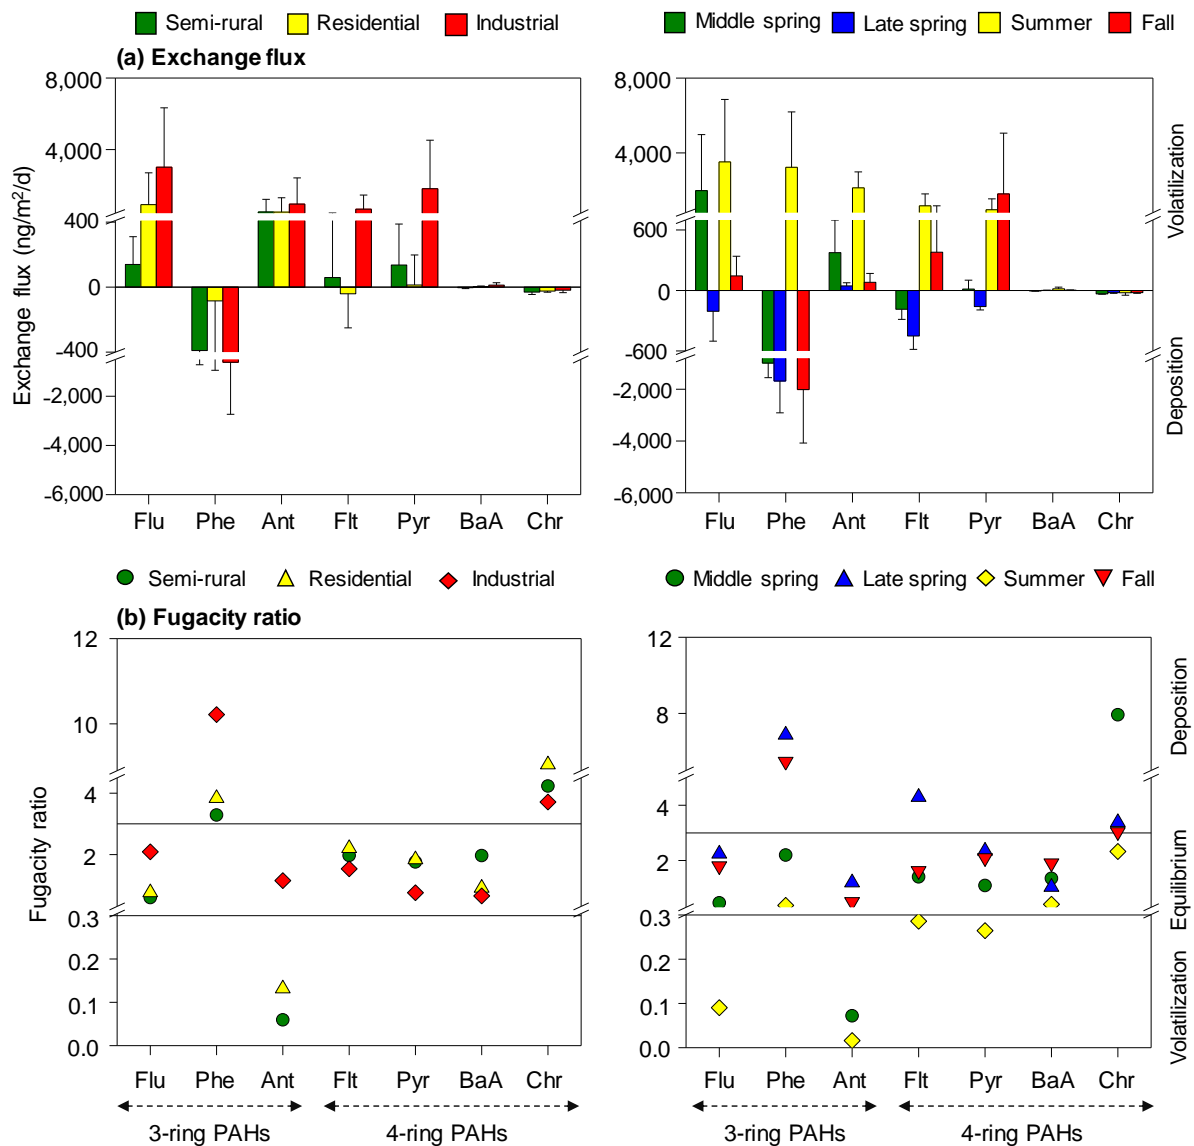 Semi-rural Residential Industrial
Middle spring Late spring Summer Fall
(a) Exchange flux
8,000
4,000
400
0
-400
-2,000
-4,000
-6,000
Exchange flux (ng/m²/d)
Flu Phe Ant Flt Pyr BaA Chr
8,000
4,000
600
0
-600
-2,000
-4,000
-6,000
Volatilization
Deposition
Flu Phe Ant Flt Pyr BaA Chr
Semi-rural Residential Industrial
Middle spring Late spring Summer Fall
(b) Fugacity ratio
12
10
4
2
0.3
0.2
0.1
0.0
Fugacity ratio
Flu Phe Ant Flt Pyr BaA Chr
3-ring PAHs 4-ring PAHs
12
8
4
2
0.3
0.2
0.1
0.0
Deposition
Equilibrium
Volatilization
Flu Phe Ant Flt Pyr BaA Chr
3-ring PAHs 4-ring PAHs